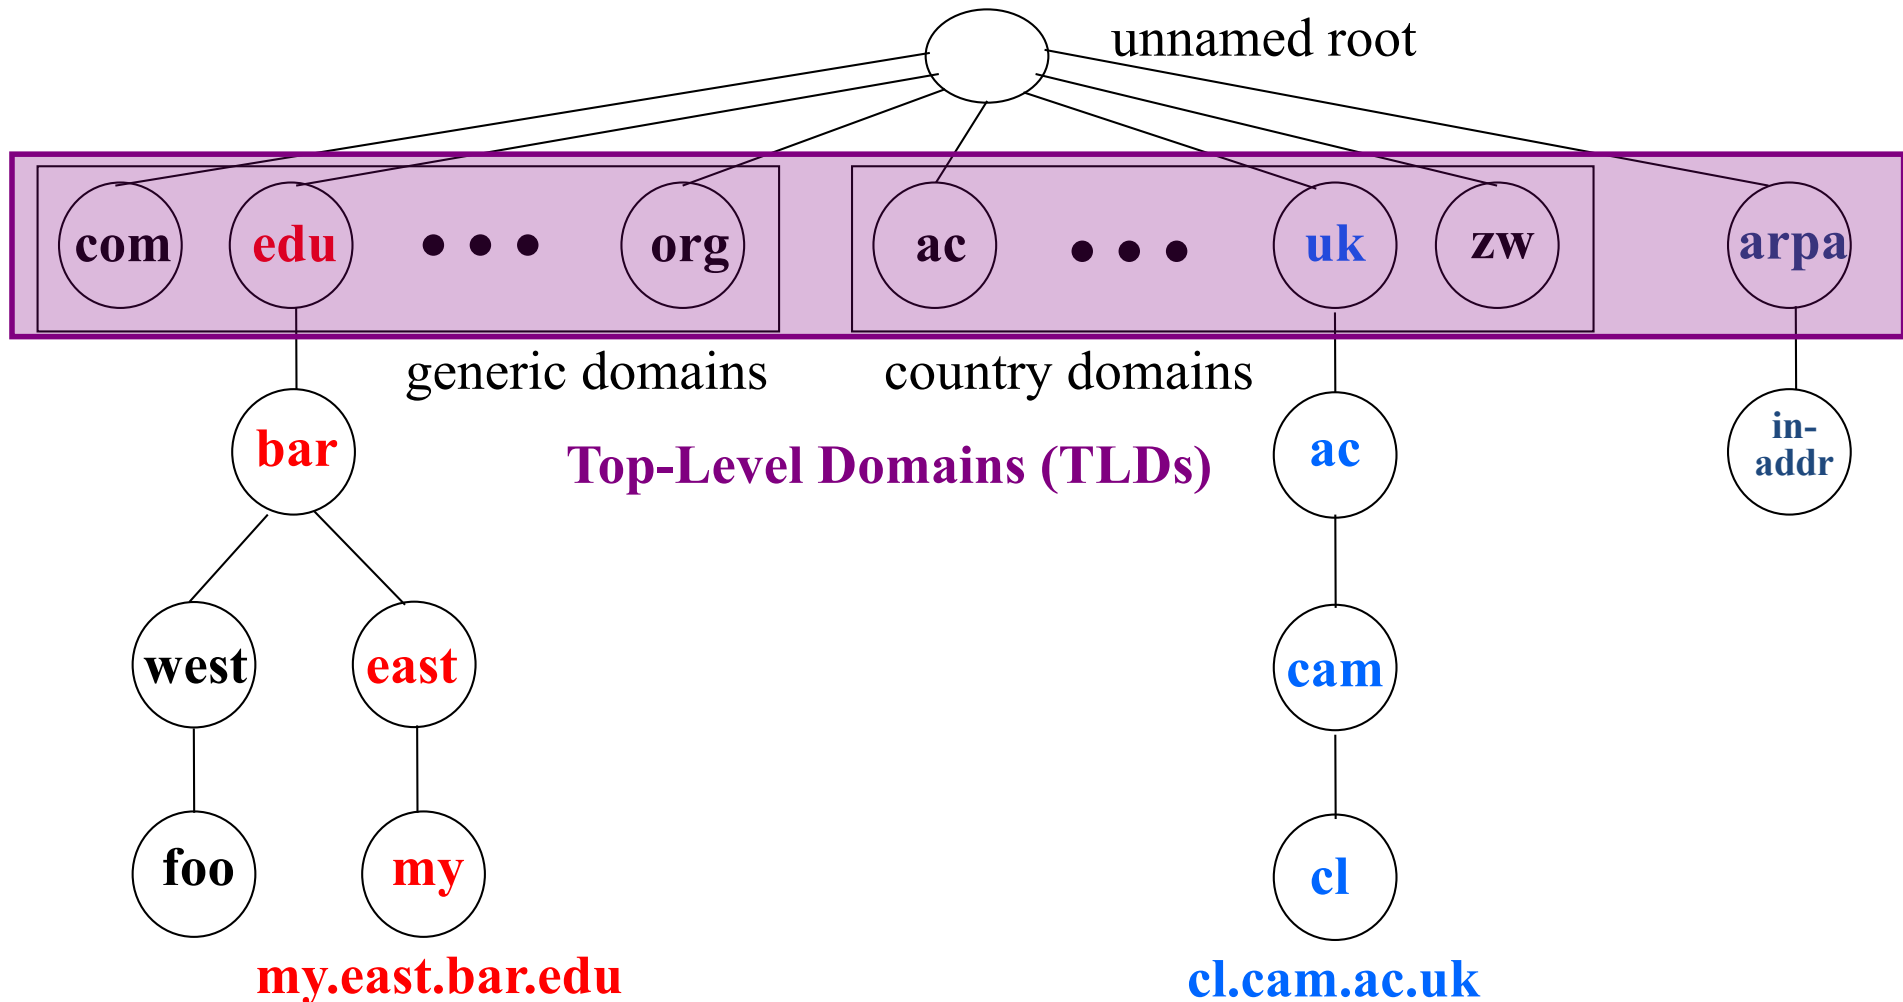 unnamed root
com edu ••• org ac ••• uk zw arpa
generic domains country domains
bar Top-Level Domains (TLDs) ac in-
addr
west east cam
foo my cl
my.east.bar.edu cl.cam.ac.uk